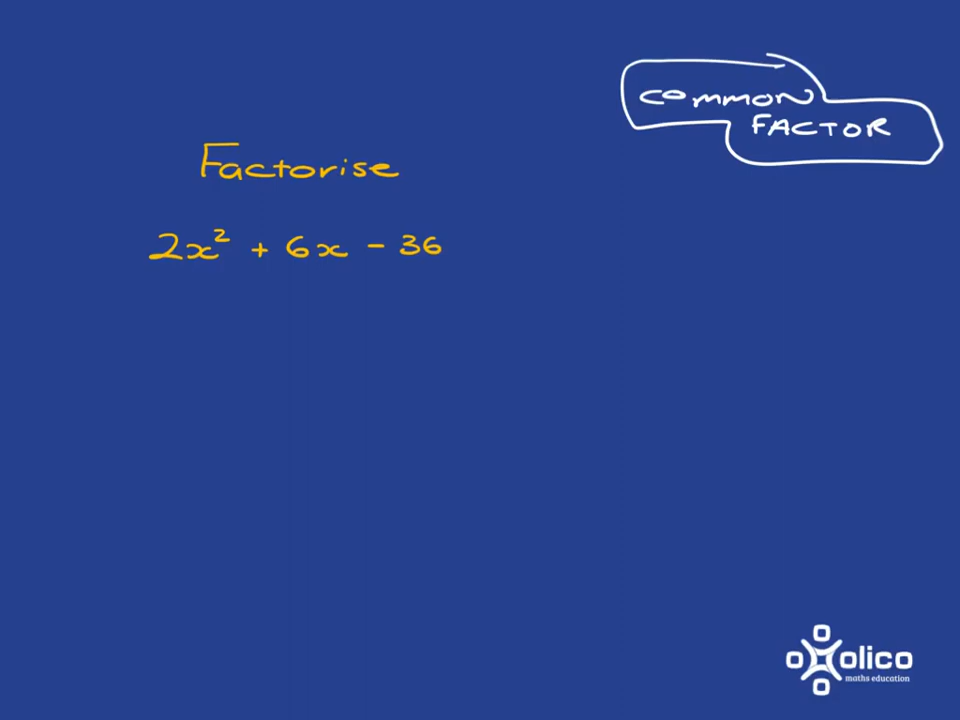 COMMON
FACTOR
Factorise
2x² + 6x - 36
olico
maths education